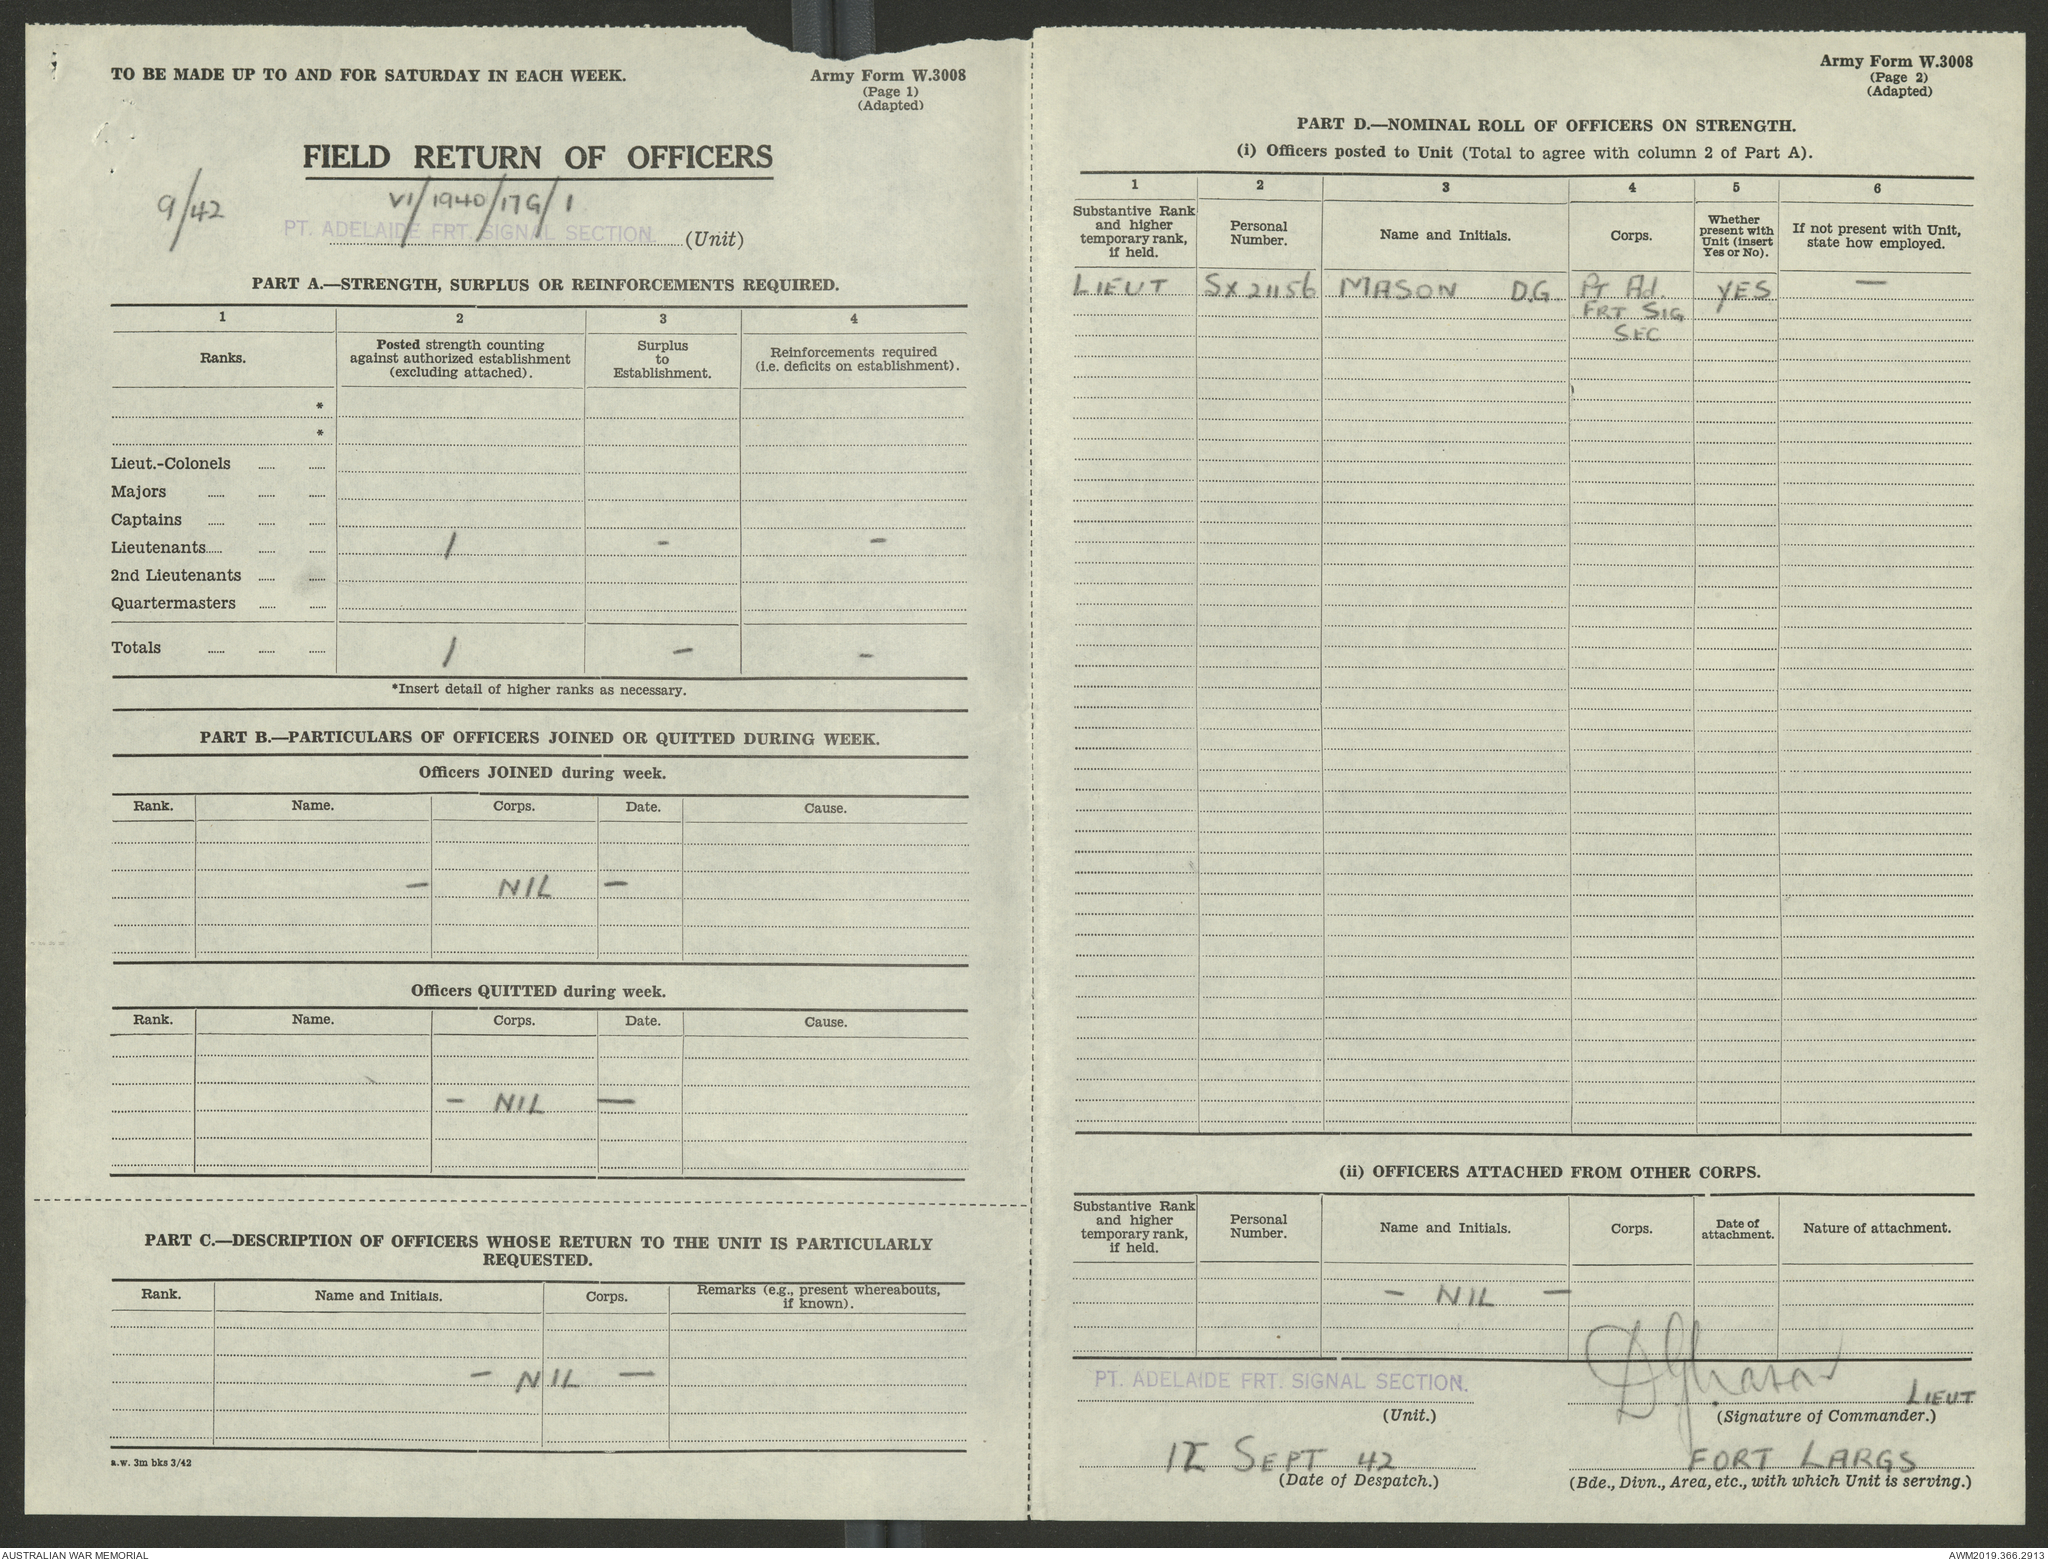 TO BE MADE UP TO AND FOR SATURDAY IN EACH WEEK.
Army Form W.3008
(Page 1)
(Adapted)
FIELD RETURN OF OFFICERS
9/42
VI/1940/17G/1
PT. ADELAIDE FRT. SIGNAL SECTION. (Unit)
PART A.—STRENGTH, SURPLUS OR REINFORCEMENTS REQUIRED.
1 2 3 4
Ranks.
Posted strength counting
against authorized establishment
(excluding attached).
Surplus
to
Establishment.
Reinforcements required
(i.e. deficits on establishment).
*
*
Lieut.-Colonels
Majors
Captains
Lieutenants 1 - -
2nd Lieutenants
Quartermasters
Totals 1 - -
*Insert detail of higher ranks as necessary.
PART B.—PARTICULARS OF OFFICERS JOINED OR QUITTED DURING WEEK.
Officers JOINED during week.
Rank. Name. Corps. Date. Cause.
- NIL -
Officers QUITTED during week.
Rank. Name. Corps. Date. Cause.
- NIL -
PART C.—DESCRIPTION OF OFFICERS WHOSE RETURN TO THE UNIT IS PARTICULARLY
REQUESTED.
Rank. Name and Initials. Corps.
Remarks (e.g., present whereabouts,
if known).
- NIL -
a.w. 3m bks 3/42
Army Form W.3008
(Page 2)
(Adapted)
PART D.—NOMINAL ROLL OF OFFICERS ON STRENGTH.
(i) Officers posted to Unit (Total to agree with column 2 of Part A).
1 2 3 4 5 6
Substantive Rank
and higher
temporary rank,
if held.
Personal
Number.
Name and Initials.
Corps.
Whether
present with
Unit (insert
Yes or No).
If not present with Unit,
state how employed.
LIEUT SX21156 MASON D.G. Pt Ad. YES -
FRT SIG
SEC
(ii) OFFICERS ATTACHED FROM OTHER CORPS.
Substantive Rank
and higher
temporary rank,
if held.
Personal
Number.
Name and Initials.
Corps.
Date of
attachment.
Nature of attachment.
- NIL -
PT. ADELAIDE FRT. SIGNAL SECTION.
(Unit.)
DGMason LIEUT
(Signature of Commander.)
12 SEPT 42
(Date of Despatch.)
FORT LARGS
(Bde., Divn., Area, etc., with which Unit is serving.)
AUSTRALIAN WAR MEMORIAL
AWM2019.366.2913